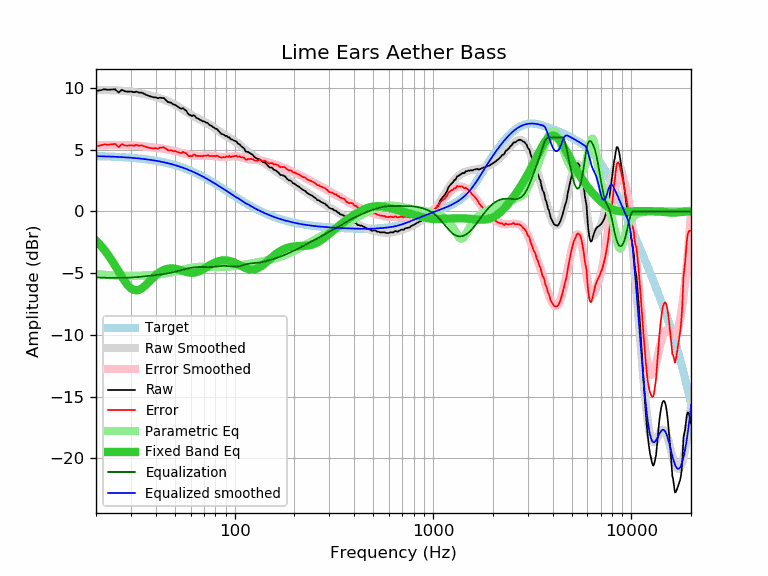 Lime Ears Aether Bass
Amplitude (dBr)
10
5
0
−5
−10
−15
−20
Target
Raw Smoothed
Error Smoothed
Raw
Error
Parametric Eq
Fixed Band Eq
Equalization
Equalized smoothed
100
1000
10000
Frequency (Hz)